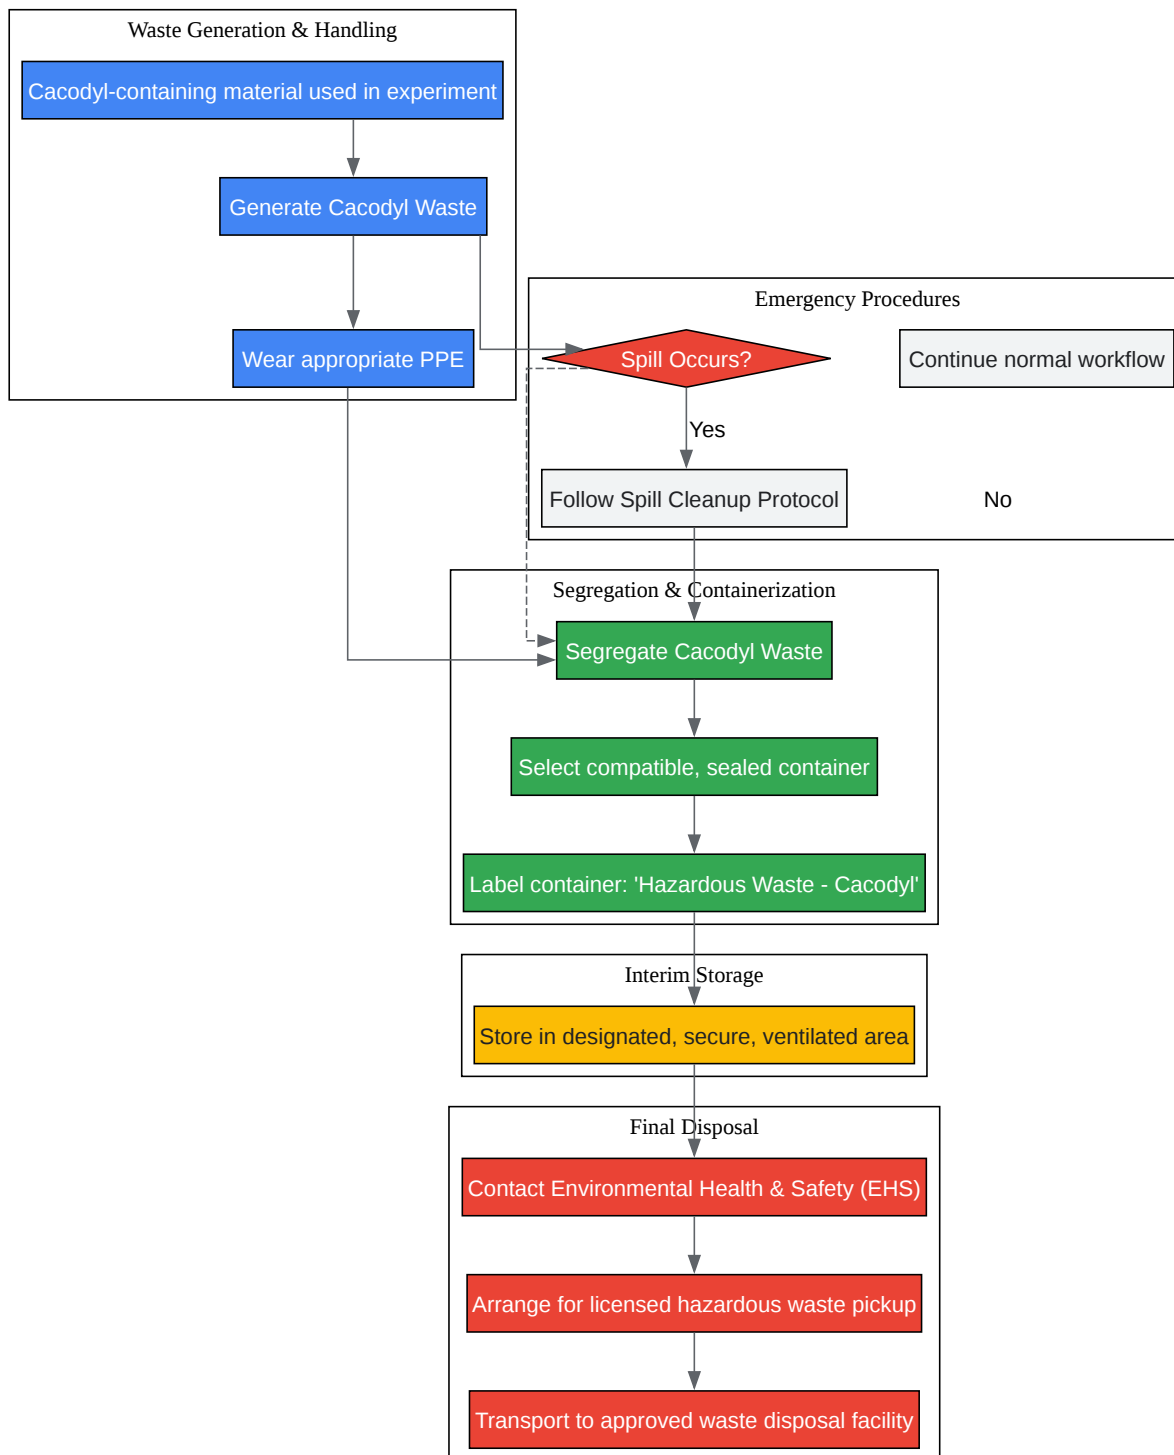 Waste Generation & Handling
Cacodyl-containing material used in experiment
Generate Cacodyl Waste
Wear appropriate PPE
Emergency Procedures
Spill Occurs?
Continue normal workflow
Yes
Follow Spill Cleanup Protocol
No
Segregation & Containerization
Segregate Cacodyl Waste
Select compatible, sealed container
Label container: 'Hazardous Waste - Cacodyl'
Interim Storage
Store in designated, secure, ventilated area
Final Disposal
Contact Environmental Health & Safety (EHS)
Arrange for licensed hazardous waste pickup
Transport to approved waste disposal facility